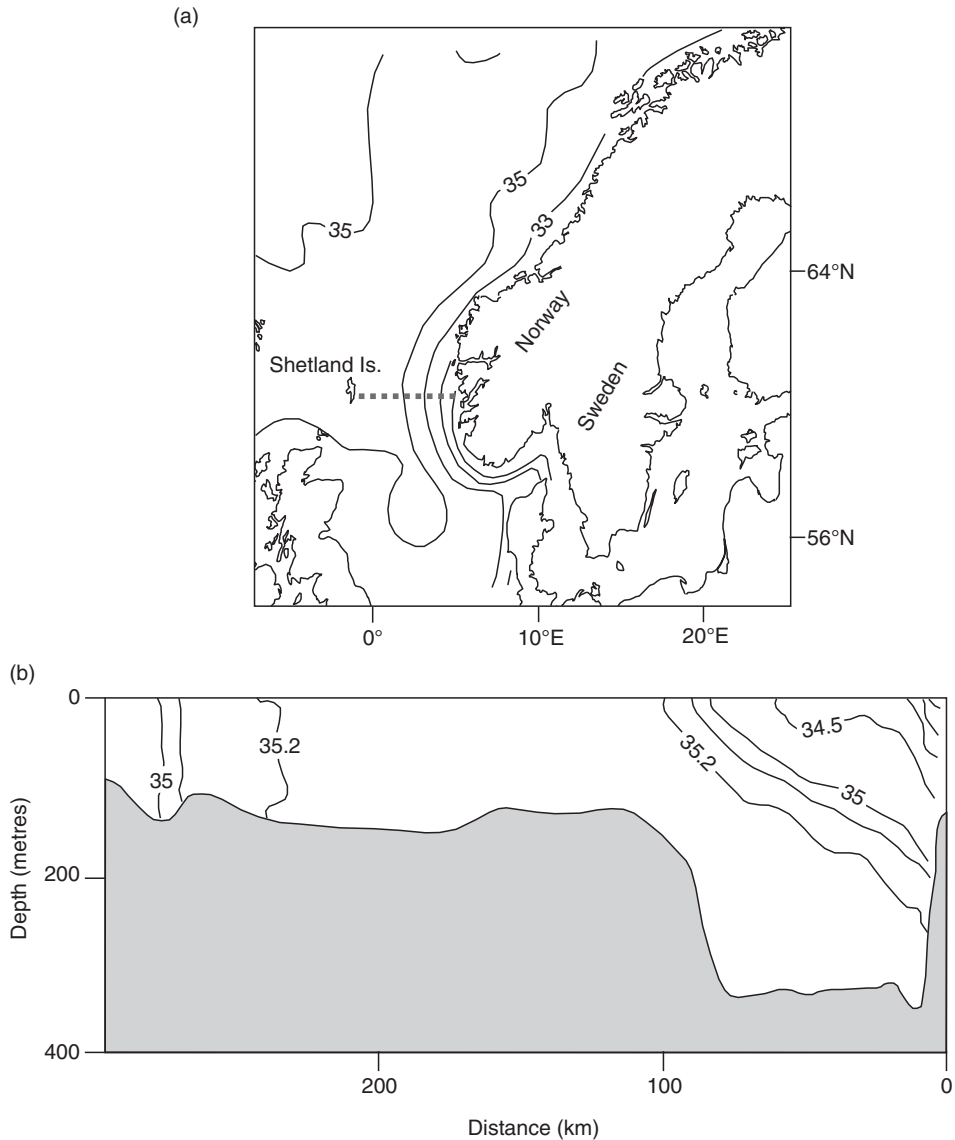 (a)
35
35
33
64°N
Norway
Shetland Is.
Sweden
56°N
0°
10°E
20°E
(b)
0
35.2
34.5
35.2
35
35
Depth (metres)
200
400
200
100
0
Distance (km)